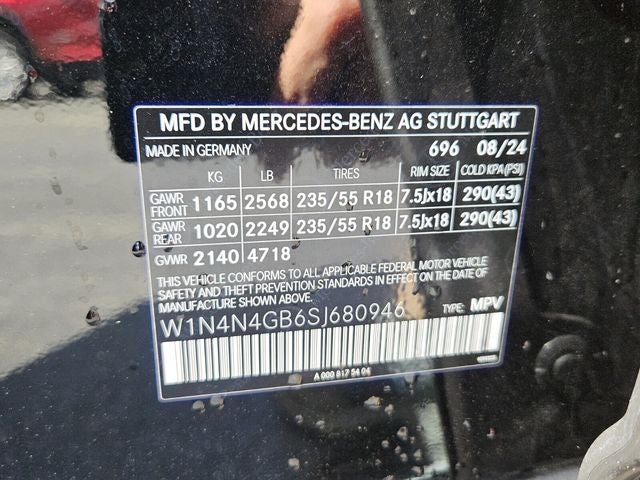 MFD BY MERCEDES-BENZ AG STUTTGART
MADE IN GERMANY 696 08/24
KG LB TIRES RIM SIZE COLD KPA (PSI)
GAWR FRONT 1165 2568 235/55 R18 7.5Jx18 290(43)
GAWR REAR 1020 2249 235/55 R18 7.5Jx18 290(43)
GVWR 2140 4718
THIS VEHICLE CONFORMS TO ALL APPLICABLE FEDERAL MOTOR VEHICLE
SAFETY AND THEFT PREVENTION STANDARDS IN EFFECT ON THE DATE OF
MANUFACTURE SHOWN ABOVE.
W1N4N4GB6SJ680946 TYPE: MPV
A 000 817 54 04